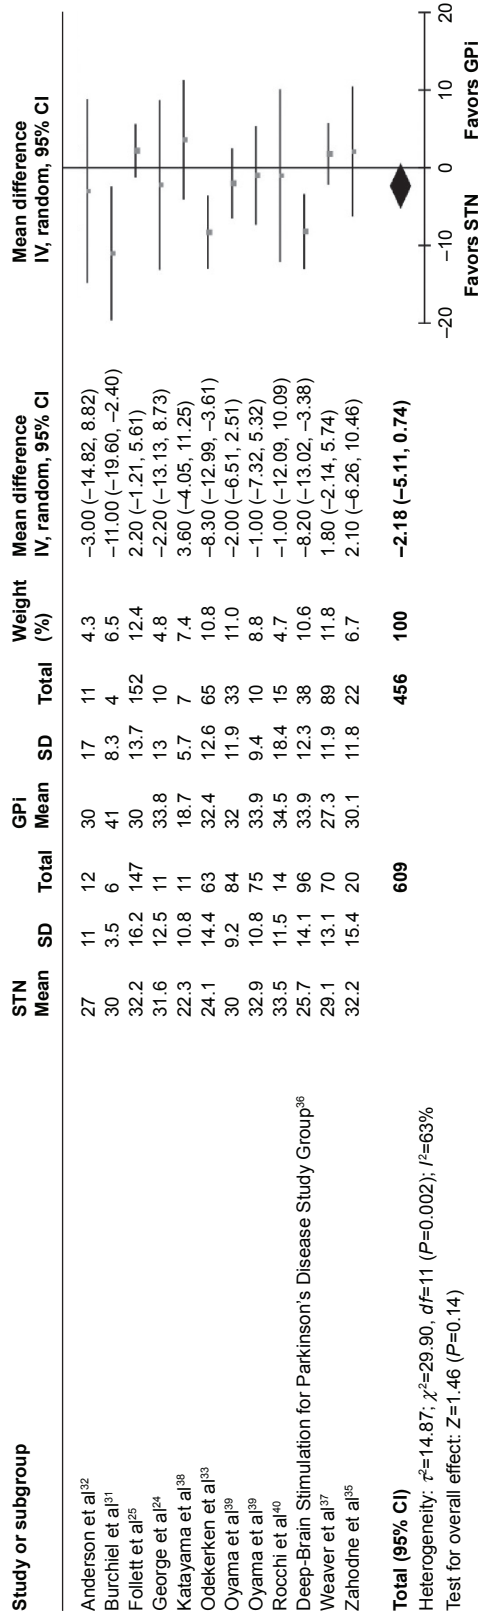 STN GPi Weight Mean difference Mean difference
Study or subgroup Mean SD Total Mean SD Total (%) IV, random, 95% CI IV, random, 95% CI
Anderson et al32 27 11 12 30 17 11 4.3 −3.00 (−14.82, 8.82)
Burchiel et al31 30 3.5 6 41 8.3 4 6.5 −11.00 (−19.60, −2.40)
Follett et al25 32.2 16.2 147 30 13.7 152 12.4 2.20 (−1.21, 5.61)
George et al24 31.6 12.5 11 33.8 13 10 4.8 −2.20 (−13.13, 8.73)
Katayama et al38 22.3 10.8 11 18.7 5.7 7 7.4 3.60 (−4.05, 11.25)
Odekerken et al33 24.1 14.4 63 32.4 12.6 65 10.8 −8.30 (−12.99, −3.61)
Oyama et al39 30 9.2 84 32 11.9 33 11.0 −2.00 (−6.51, 2.51)
Oyama et al39 32.9 10.8 75 33.9 9.4 10 8.8 −1.00 (−7.32, 5.32)
Rocchi et al40 33.5 11.5 14 34.5 18.4 15 4.7 −1.00 (−12.09, 10.09)
Deep-Brain Stimulation for Parkinson's Disease Study Group36 25.7 14.1 96 33.9 12.3 38 10.6 −8.20 (−13.02, −3.38)
Weaver et al37 29.1 13.1 70 27.3 11.9 89 11.8 1.80 (−2.14, 5.74)
Zahodne et al35 32.2 15.4 20 30.1 11.8 22 6.7 2.10 (−6.26, 10.46)
Total (95% CI) 609 456 100 −2.18 (−5.11, 0.74)
Heterogeneity: τ2=14.87; χ2=29.90, df=11 (P=0.002); I2=63%
Test for overall effect: Z=1.46 (P=0.14)
−20 −10 0 10 20
Favors STN Favors GPi